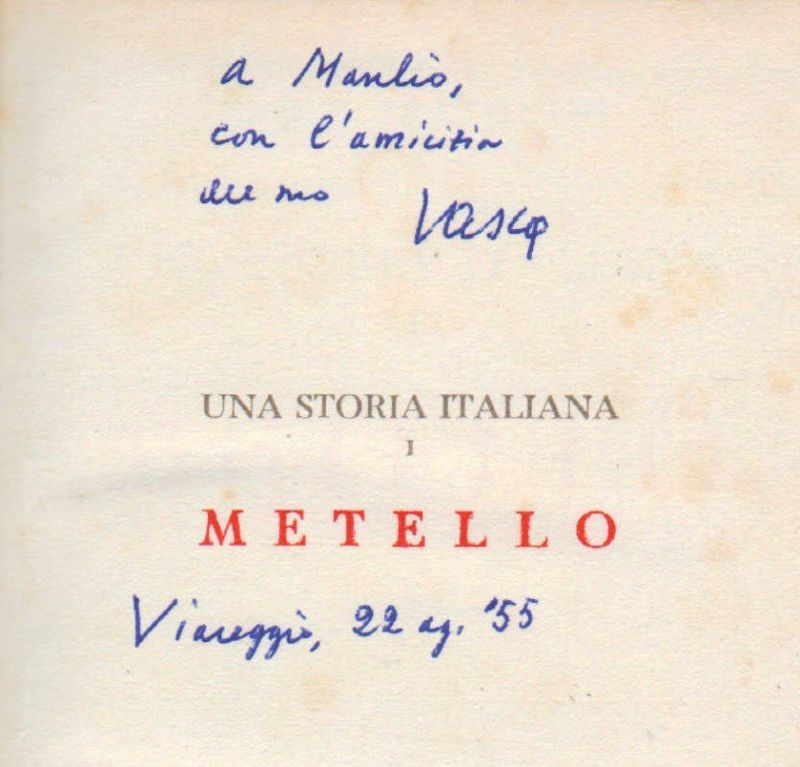 a Manlio,
con l'amicizia
del suo Vasco
UNA STORIA ITALIANA
I
METELLO
Viareggio, 22 ag. '55